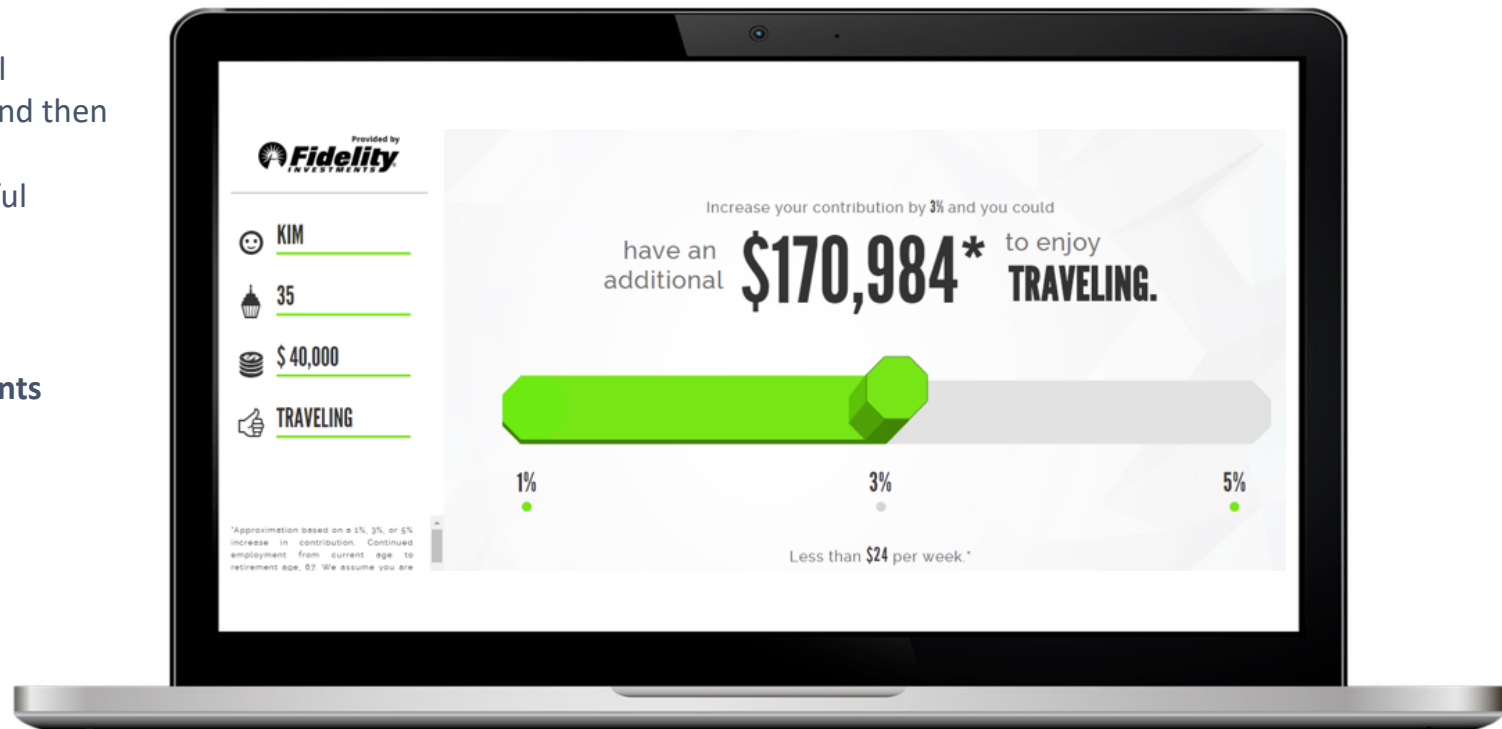 l
nd then
ful
nts
Provided by
Fidelity
INVESTMENTS
KIM
35
$ 40,000
TRAVELING
*Approximation based on a 1%, 3%, or 5%
increase in contribution. Continued
employment from current age to
retirement age, 67. We assume you are
Increase your contribution by 3% and you could
have an
additional
$170,984*
to enjoy
TRAVELING.
1% 3% 5%
Less than $24 per week.*